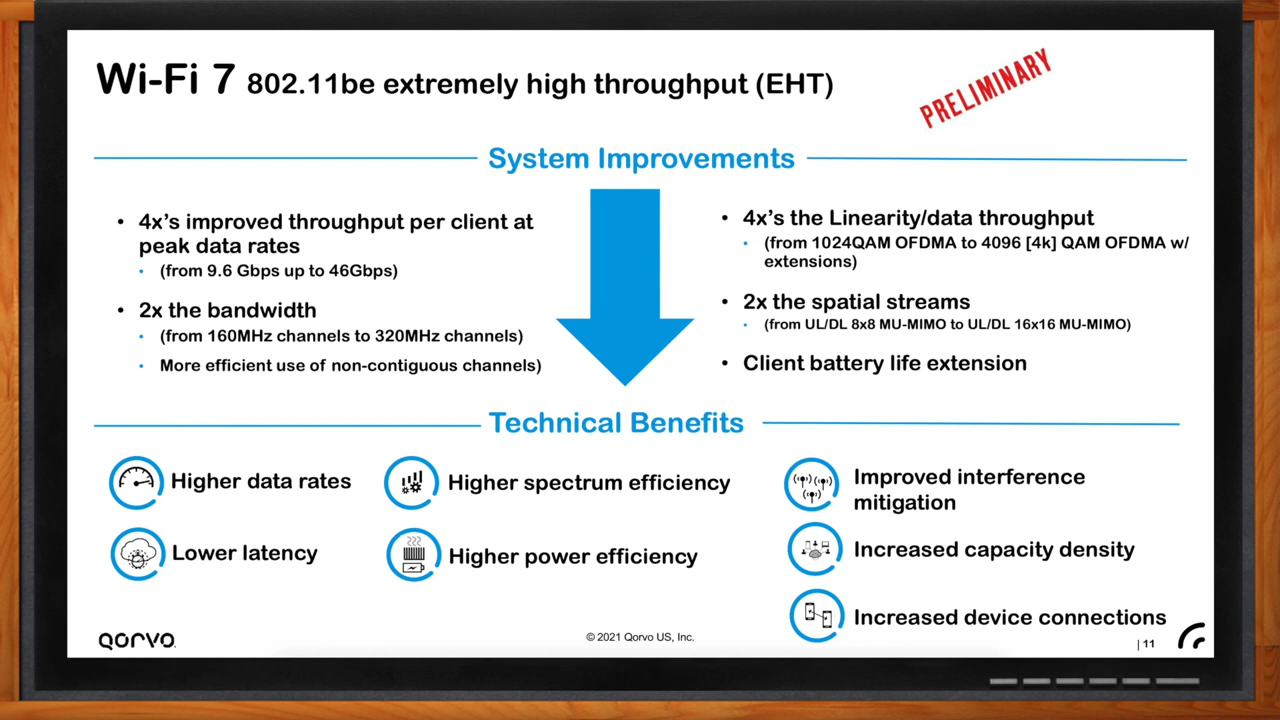 Wi-Fi 7 802.11be extremely high throughput (EHT)
PRELIMINARY
System Improvements
• 4x's improved throughput per client at
peak data rates
• (from 9.6 Gbps up to 46Gbps)
• 2x the bandwidth
• (from 160MHz channels to 320MHz channels)
• More efficient use of non-contiguous channels)
• 4x's the Linearity/data throughput
• (from 1024QAM OFDMA to 4096 [4k] QAM OFDMA w/
extensions)
• 2x the spatial streams
• (from UL/DL 8x8 MU-MIMO to UL/DL 16x16 MU-MIMO)
• Client battery life extension
Technical Benefits
Higher data rates
Lower latency
Higher spectrum efficiency
Higher power efficiency
Improved interference
mitigation
Increased capacity density
Increased device connections
QORVO
© 2021 Qorvo US, Inc.
| 11